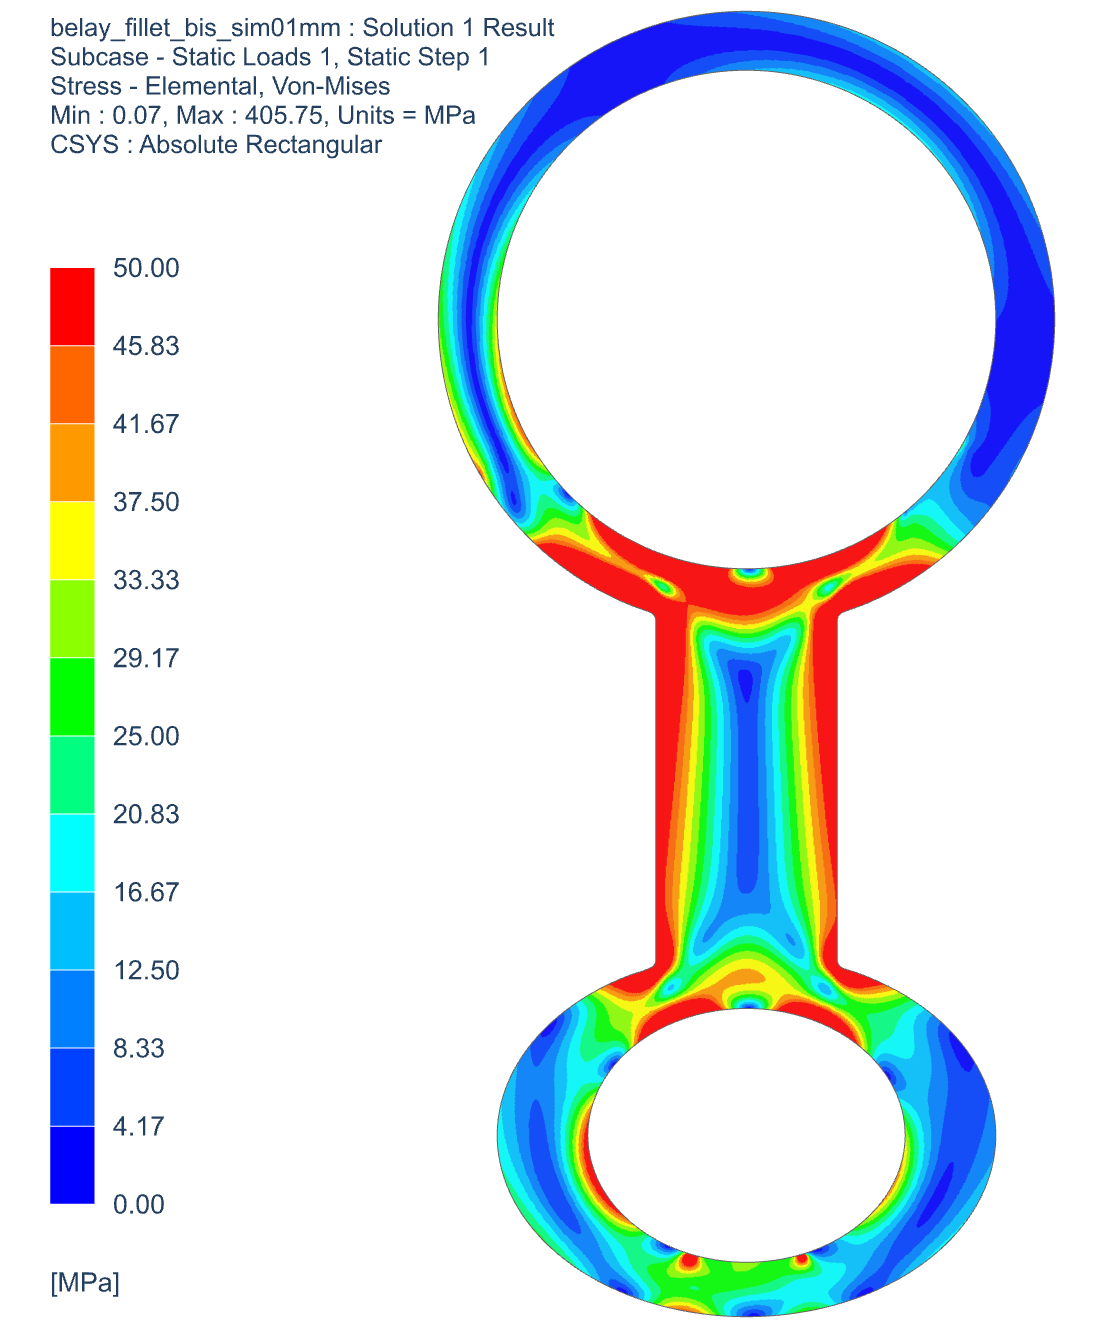 belay_fillet_bis_sim01mm : Solution 1 Result
Subcase - Static Loads 1, Static Step 1
Stress - Elemental, Von-Mises
Min : 0.07, Max : 405.75, Units = MPa
CSYS : Absolute Rectangular
50.00
45.83
41.67
37.50
33.33
29.17
25.00
20.83
16.67
12.50
8.33
4.17
0.00
[MPa]